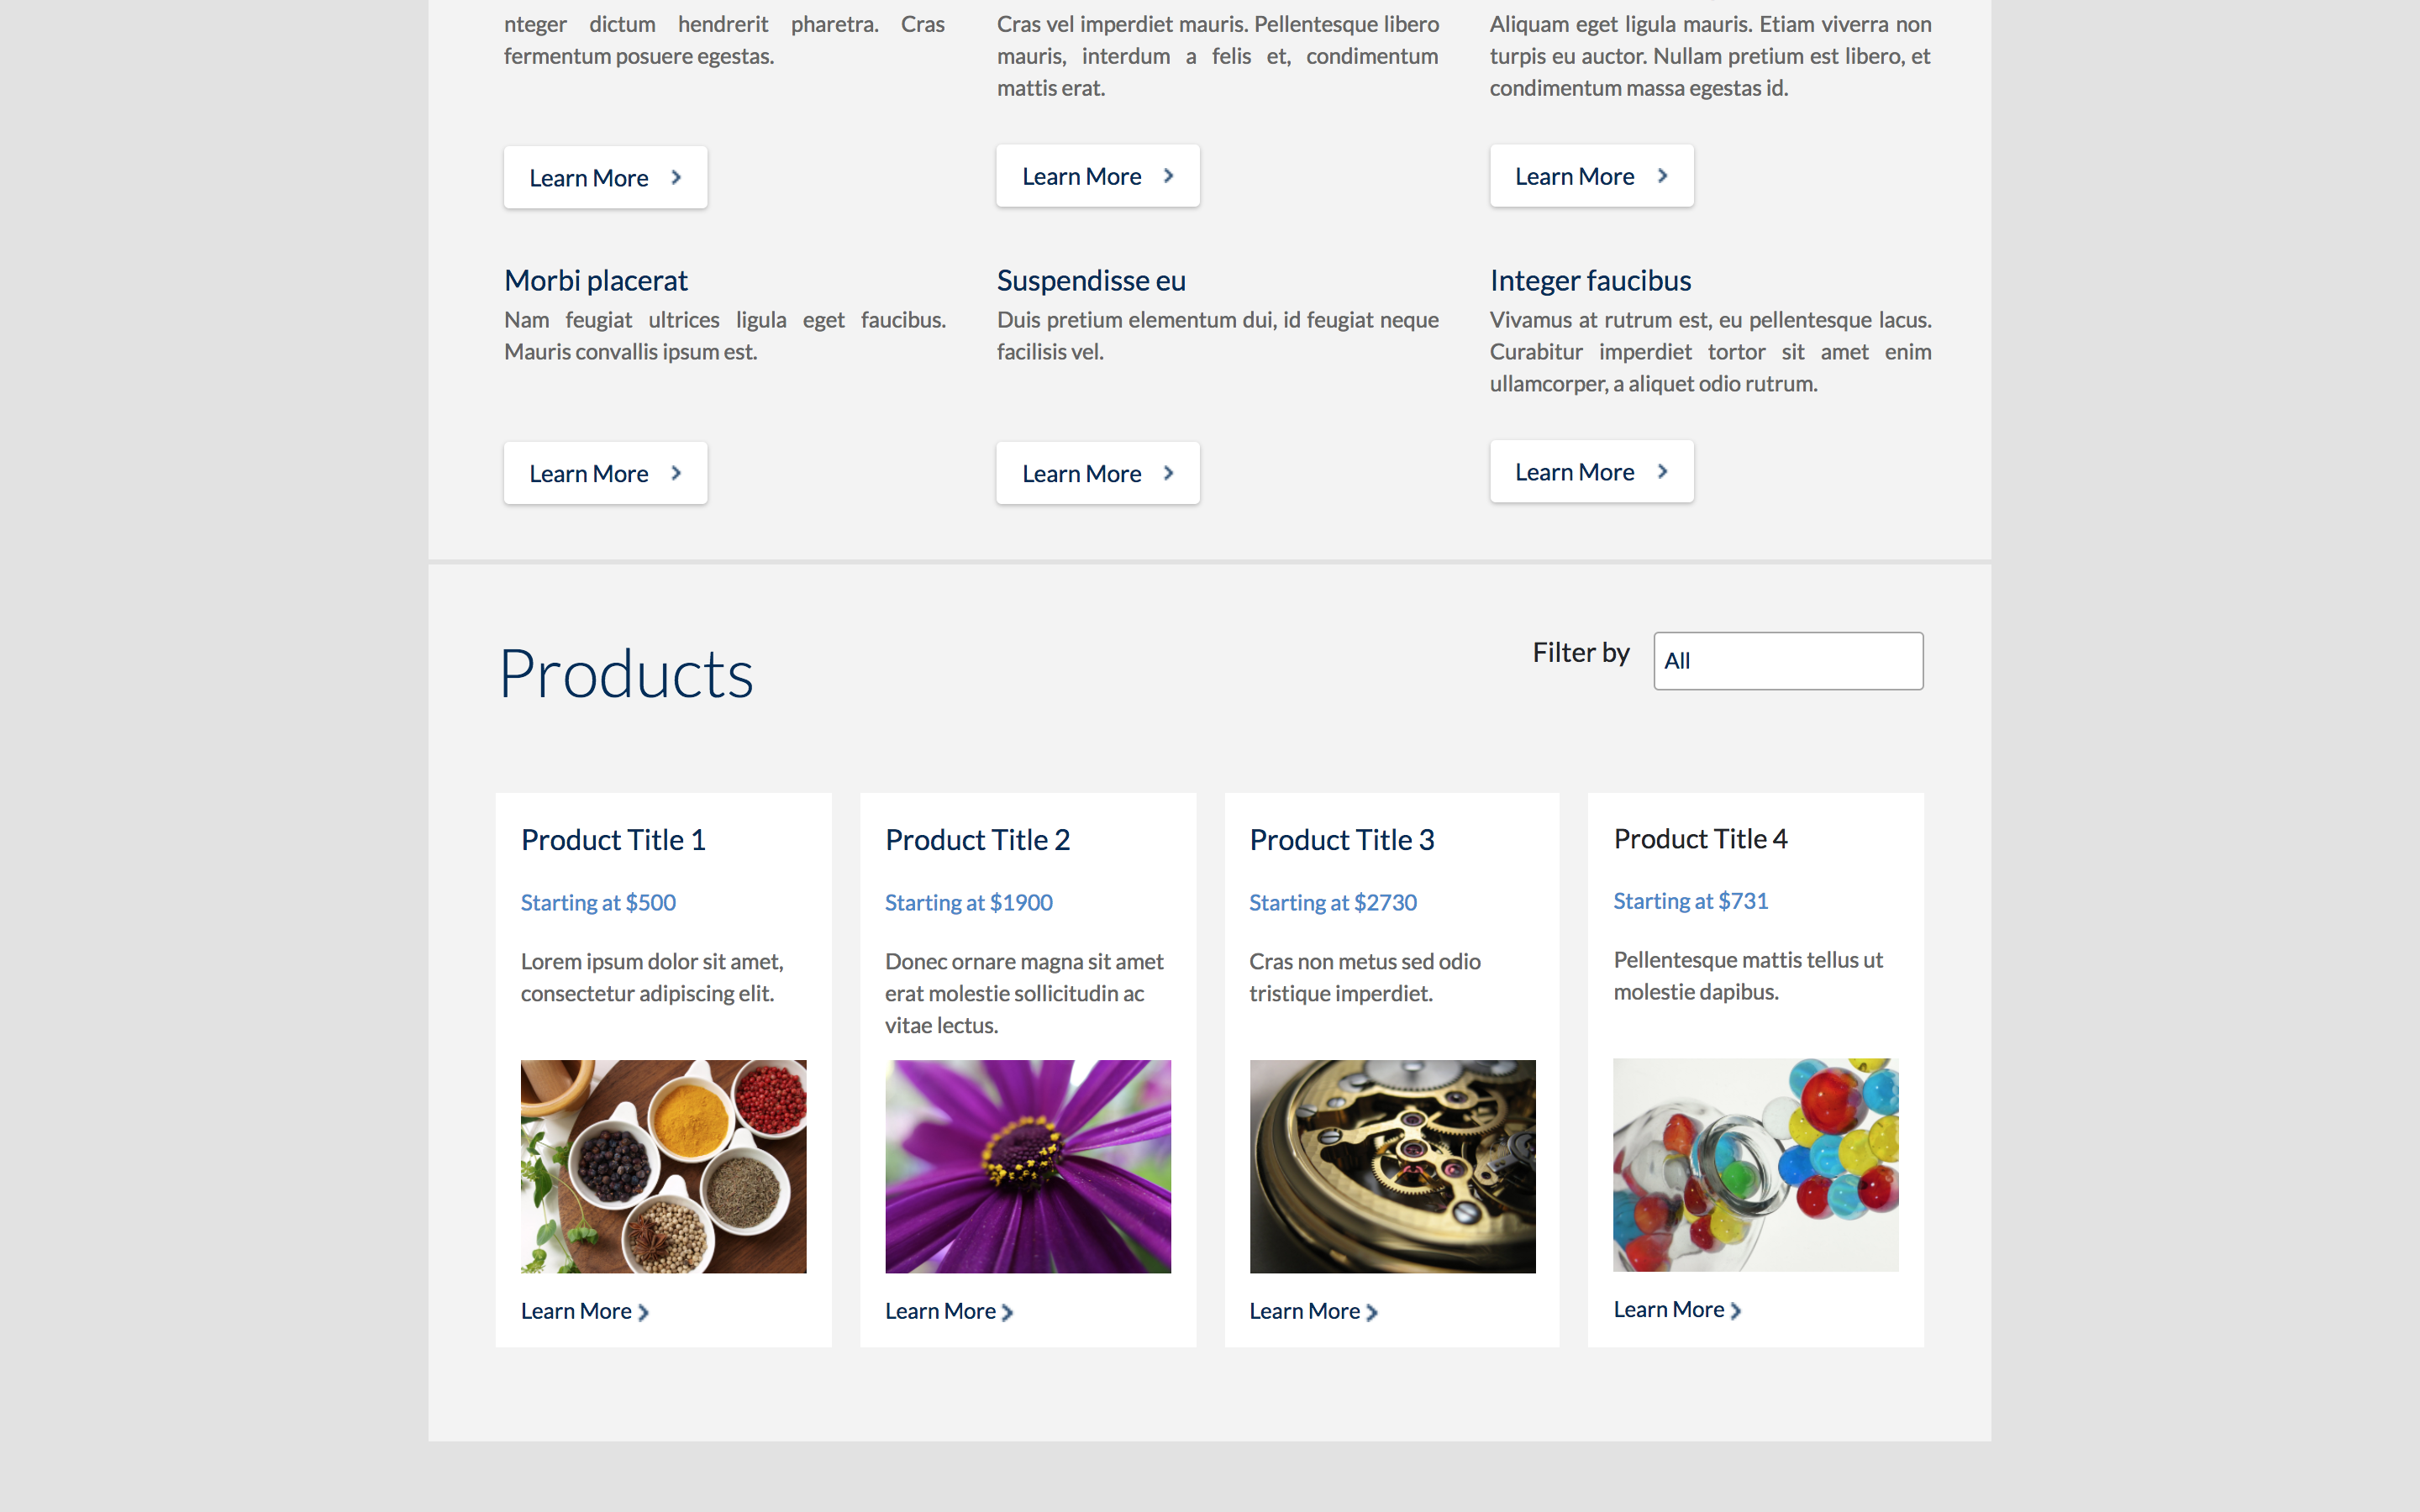 nteger dictum hendrerit pharetra. Cras
fermentum posuere egestas.
Cras vel imperdiet mauris. Pellentesque libero
mauris, interdum a felis et, condimentum
mattis erat.
Aliquam eget ligula mauris. Etiam viverra non
turpis eu auctor. Nullam pretium est libero, et
condimentum massa egestas id.
Learn More
Learn More
Learn More
Morbi placerat
Nam feugiat ultrices ligula eget faucibus.
Mauris convallis ipsum est.
Suspendisse eu
Duis pretium elementum dui, id feugiat neque
facilisis vel.
Integer faucibus
Vivamus at rutrum est, eu pellentesque lacus.
Curabitur imperdiet tortor sit amet enim
ullamcorper, a aliquet odio rutrum.
Learn More
Learn More
Learn More
Products
Filter by
All
Product Title 1
Starting at $500
Lorem ipsum dolor sit amet,
consectetur adipiscing elit.
Learn More
Product Title 2
Starting at $1900
Donec ornare magna sit amet
erat molestie sollicitudin ac
vitae lectus.
Learn More
Product Title 3
Starting at $2730
Cras non metus sed odio
tristique imperdiet.
Learn More
Product Title 4
Starting at $731
Pellentesque mattis tellus ut
molestie dapibus.
Learn More